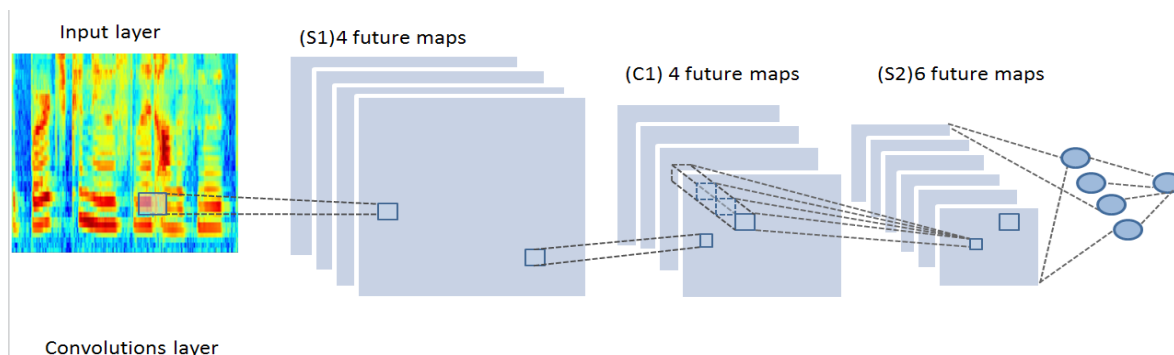 Input layer
(S1)4 future maps
(C1) 4 future maps
(S2)6 future maps
Convolutions layer